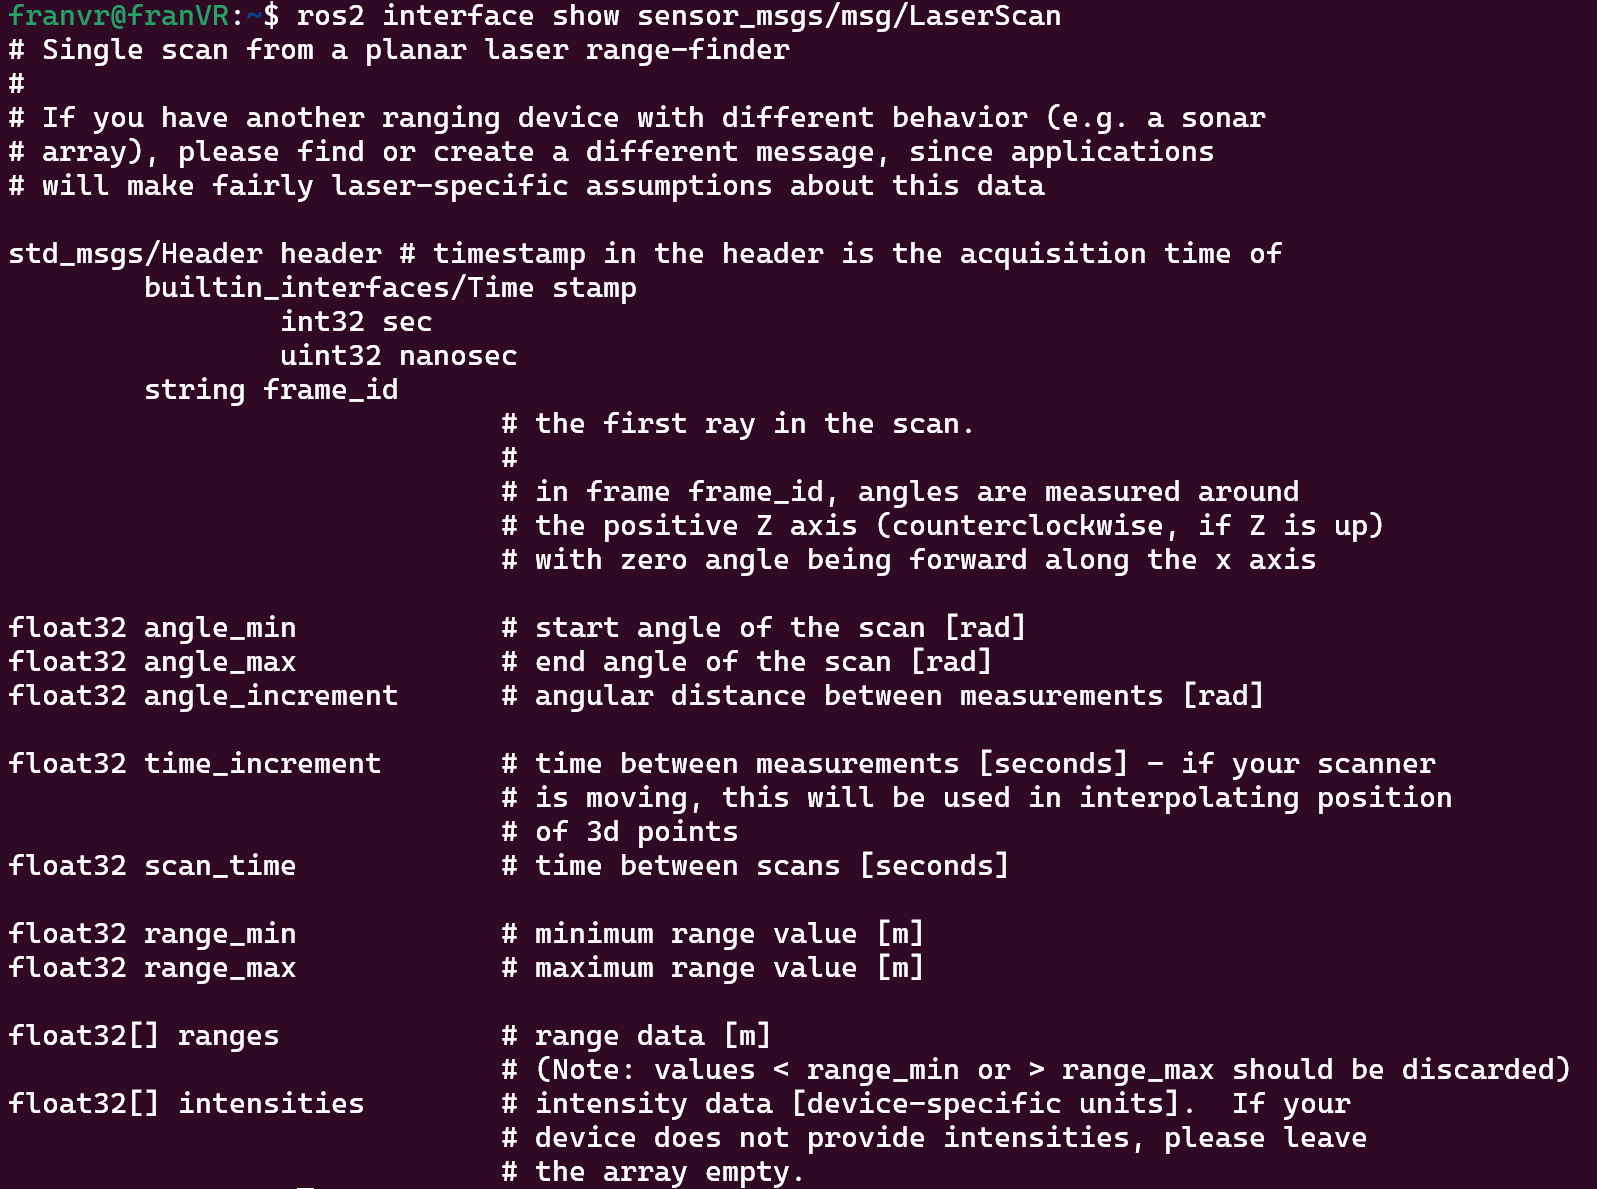 franvr@franVR:~$ ros2 interface show sensor_msgs/msg/LaserScan
# Single scan from a planar laser range-finder
#
# If you have another ranging device with different behavior (e.g. a sonar
# array), please find or create a different message, since applications
# will make fairly laser-specific assumptions about this data
std_msgs/Header header # timestamp in the header is the acquisition time of
builtin_interfaces/Time stamp
int32 sec
uint32 nanosec
string frame_id
# the first ray in the scan.
#
# in frame frame_id, angles are measured around
# the positive Z axis (counterclockwise, if Z is up)
# with zero angle being forward along the x axis
float32 angle_min # start angle of the scan [rad]
float32 angle_max # end angle of the scan [rad]
float32 angle_increment # angular distance between measurements [rad]
float32 time_increment # time between measurements [seconds] - if your scanner
# is moving, this will be used in interpolating position
# of 3d points
float32 scan_time # time between scans [seconds]
float32 range_min # minimum range value [m]
float32 range_max # maximum range value [m]
float32[] ranges # range data [m]
# (Note: values < range_min or > range_max should be discarded)
float32[] intensities # intensity data [device-specific units].  If your
# device does not provide intensities, please leave
# the array empty.